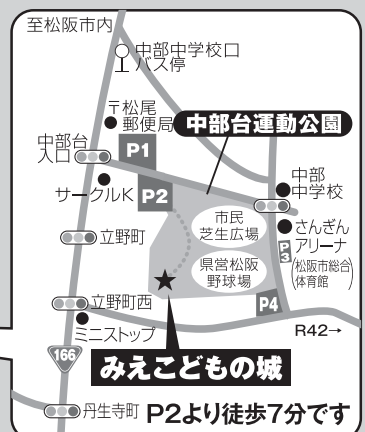 至松阪市内
中部中学校口
バス停
〒松尾
郵便局
中部台運動公園
中部台
入口
P1
サークルK
P2
中部
中学校
市民
芝生広場
さんぎん
アリーナ
(松阪市総合
体育館)
P3
立野町
県営松阪
野球場
立野町西
P4
ミニストップ
R42→
166
みえこどもの城
丹生寺町
P2より徒歩7分です